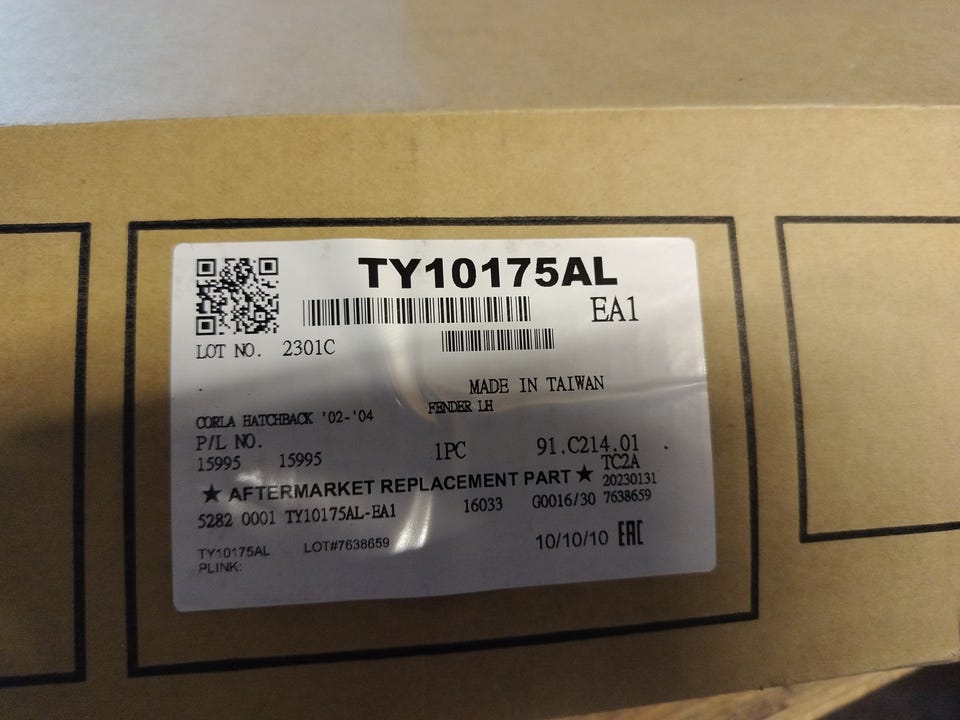 TY10175AL
EA1
LOT NO. 2301C
MADE IN TAIWAN
FENDER LH
CORLA HATCHBACK '02-'04
P/L NO.
15995 15995
1PC
91.C214.01
TC2A
★ AFTERMARKET REPLACEMENT PART ★
20230131
5282 0001 TY10175AL-EA1 16033 G0016/30 7638659
TY10175AL LOT#7638659 10/10/10 EAC
PLINK: